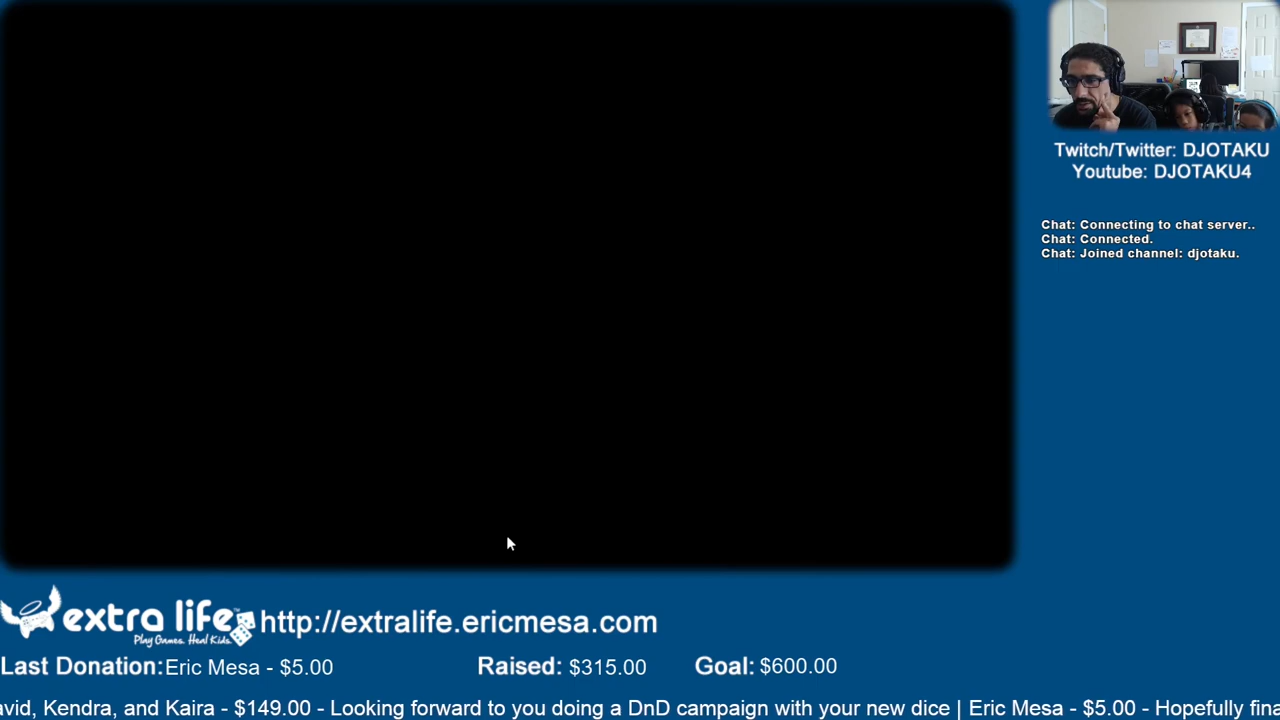 Twitch/Twitter: DJOTAKU
Youtube: DJOTAKU4
Chat: Connecting to chat server..
Chat: Connected.
Chat: Joined channel: djotaku.
extra life
Play Games. Heal Kids.
http://extralife.ericmesa.com
Last Donation: Eric Mesa - $5.00
Raised: $315.00
Goal: $600.00
avid, Kendra, and Kaira - $149.00 - Looking forward to you doing a DnD campaign with your new dice | Eric Mesa - $5.00 - Hopefully fina